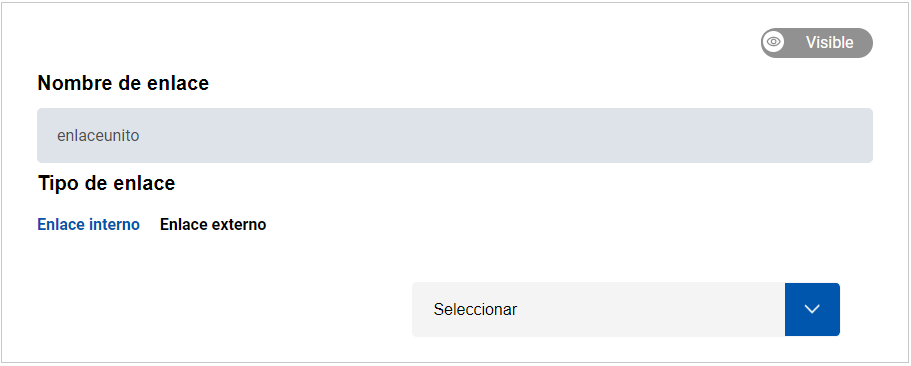 Visible
Nombre de enlace
enlaceunito
Tipo de enlace
Enlace interno Enlace externo
Seleccionar